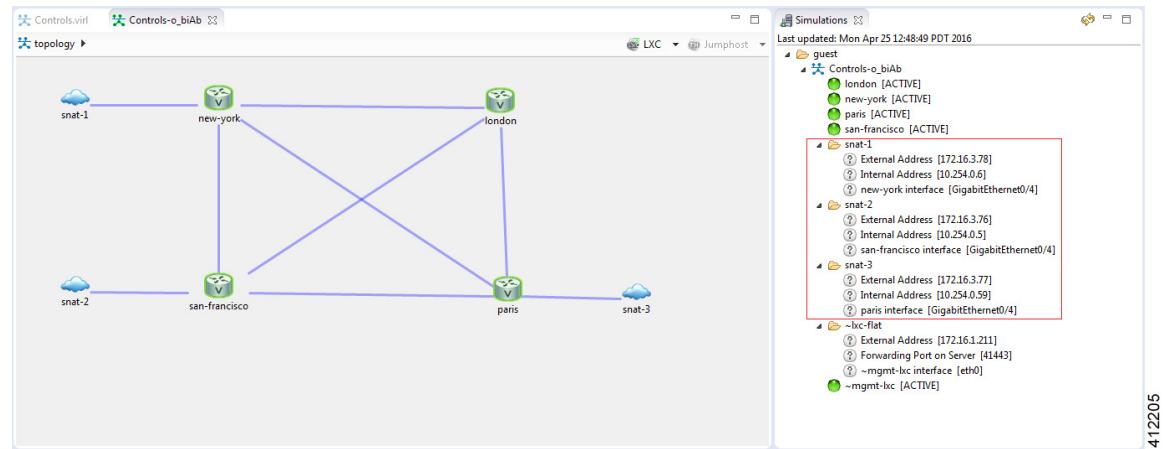 Controls.virl
Controls-o_biAb
topology
LXC
Jumphost
snat-1
new-york
london
snat-2
san-francisco
paris
snat-3
Simulations
Last updated: Mon Apr 25 12:48:49 PDT 2016
guest
Controls-o_biAb
london [ACTIVE]
new-york [ACTIVE]
paris [ACTIVE]
san-francisco [ACTIVE]
snat-1
External Address [172.16.3.78]
Internal Address [10.254.0.6]
new-york interface [GigabitEthernet0/4]
snat-2
External Address [172.16.3.76]
Internal Address [10.254.0.5]
san-francisco interface [GigabitEthernet0/4]
snat-3
External Address [172.16.3.77]
Internal Address [10.254.0.59]
paris interface [GigabitEthernet0/4]
~lxc-flat
External Address [172.16.1.211]
Forwarding Port on Server [41443]
~mgmt-lxc interface [eth0]
~mgmt-lxc [ACTIVE]
412205